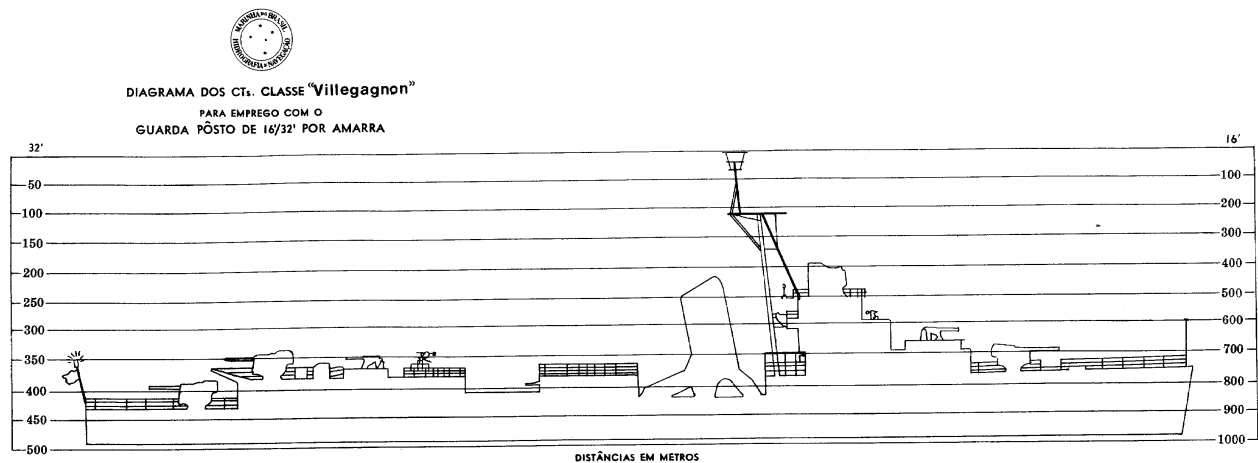 MARINHA DO BRASIL
HIDROGRAFIA E NAVEGAÇÃO
DIAGRAMA DOS CTs. CLASSE "Villegagnon"
PARA EMPREGO COM O
GUARDA PÔSTO DE 16'/32' POR AMARRA
32' 16'
50 100
100 200
150 300
200 400
250 500
300 600
350 700
400 800
450 900
500 1000
DISTÂNCIAS EM METROS